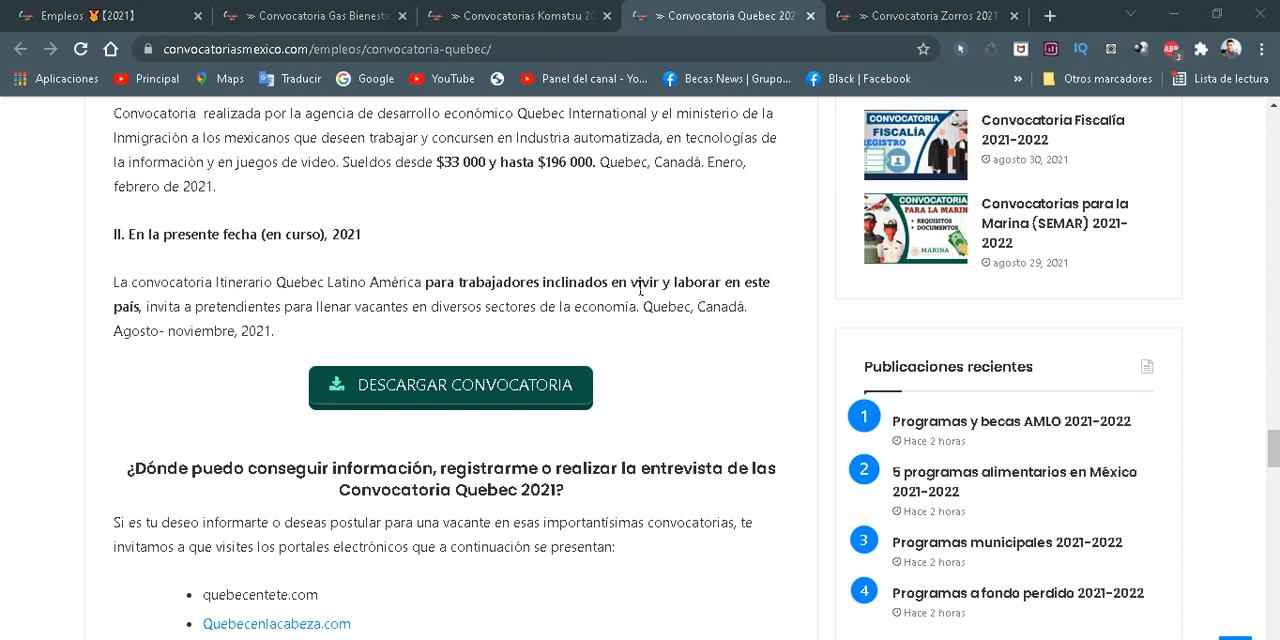 Empleos 🏅【2021】
≫ Convocatoria Gas Bienesta
≫ Convocatorias Komatsu 20
≫ Convocatoria Quebec 202
≫ Convocatoria Zorros 2021
convocatoriasmexico.com/empleos/convocatoria-quebec/
ABP
3
IQ
Aplicaciones
Principal
Maps
Traducir
Google
YouTube
Panel del canal - Yo...
Becas News | Grupo...
Black | Facebook
»
Otros marcadores
Lista de lectura
Convocatoria realizada por la agencia de desarrollo económico Quebec International y el ministerio de la
Inmigración a los mexicanos que deseen trabajar y concursen en Industria automatizada, en tecnologías de
la información y en juegos de video. Sueldos desde $33 000 y hasta $196 000. Quebec, Canadá. Enero,
febrero de 2021.
II. En la presente fecha (en curso), 2021
La convocatoria Itinerario Quebec Latino América para trabajadores inclinados en vivir y laborar en este
país, invita a pretendientes para llenar vacantes en diversos sectores de la economía. Quebec, Canadá.
Agosto- noviembre, 2021.
DESCARGAR CONVOCATORIA
¿Dónde puedo conseguir información, registrarme o realizar la entrevista de las
Convocatoria Quebec 2021?
Si es tu deseo informarte o deseas postular para una vacante en esas importantísimas convocatorias, te
invitamos a que visites los portales electrónicos que a continuación se presentan:
• quebecentete.com
• Quebecenlacabeza.com
CONVOCATORIA
FISCALÍA
REGISTRO
Convocatoria Fiscalía
2021-2022
agosto 30, 2021
CONVOCATORIA
PARA LA MARIN
• REQUISITOS
• DOCUMENTOS
MARINA
Convocatorias para la
Marina (SEMAR) 2021-
2022
agosto 29, 2021
Publicaciones recientes
1
Programas y becas AMLO 2021-2022
Hace 2 horas
2
5 programas alimentarios en México
2021-2022
Hace 2 horas
3
Programas municipales 2021-2022
Hace 2 horas
4
Programas a fondo perdido 2021-2022
Hace 2 horas